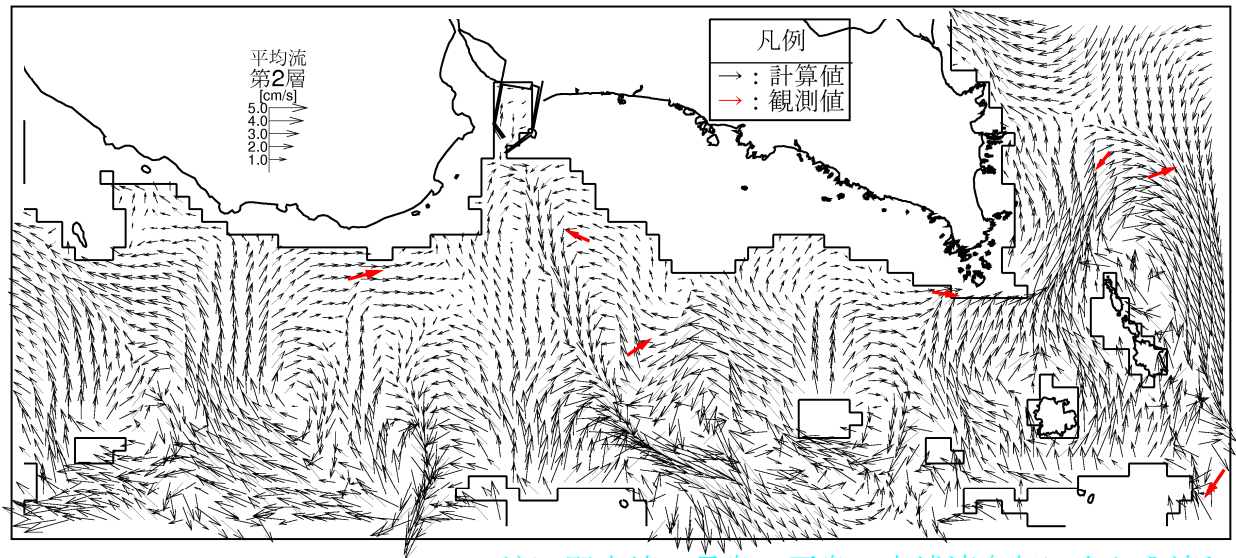 平均流
第2層
[cm/s]
5.0
4.0
3.0
2.0
1.0
凡例
→ : 計算値
→ : 観測値